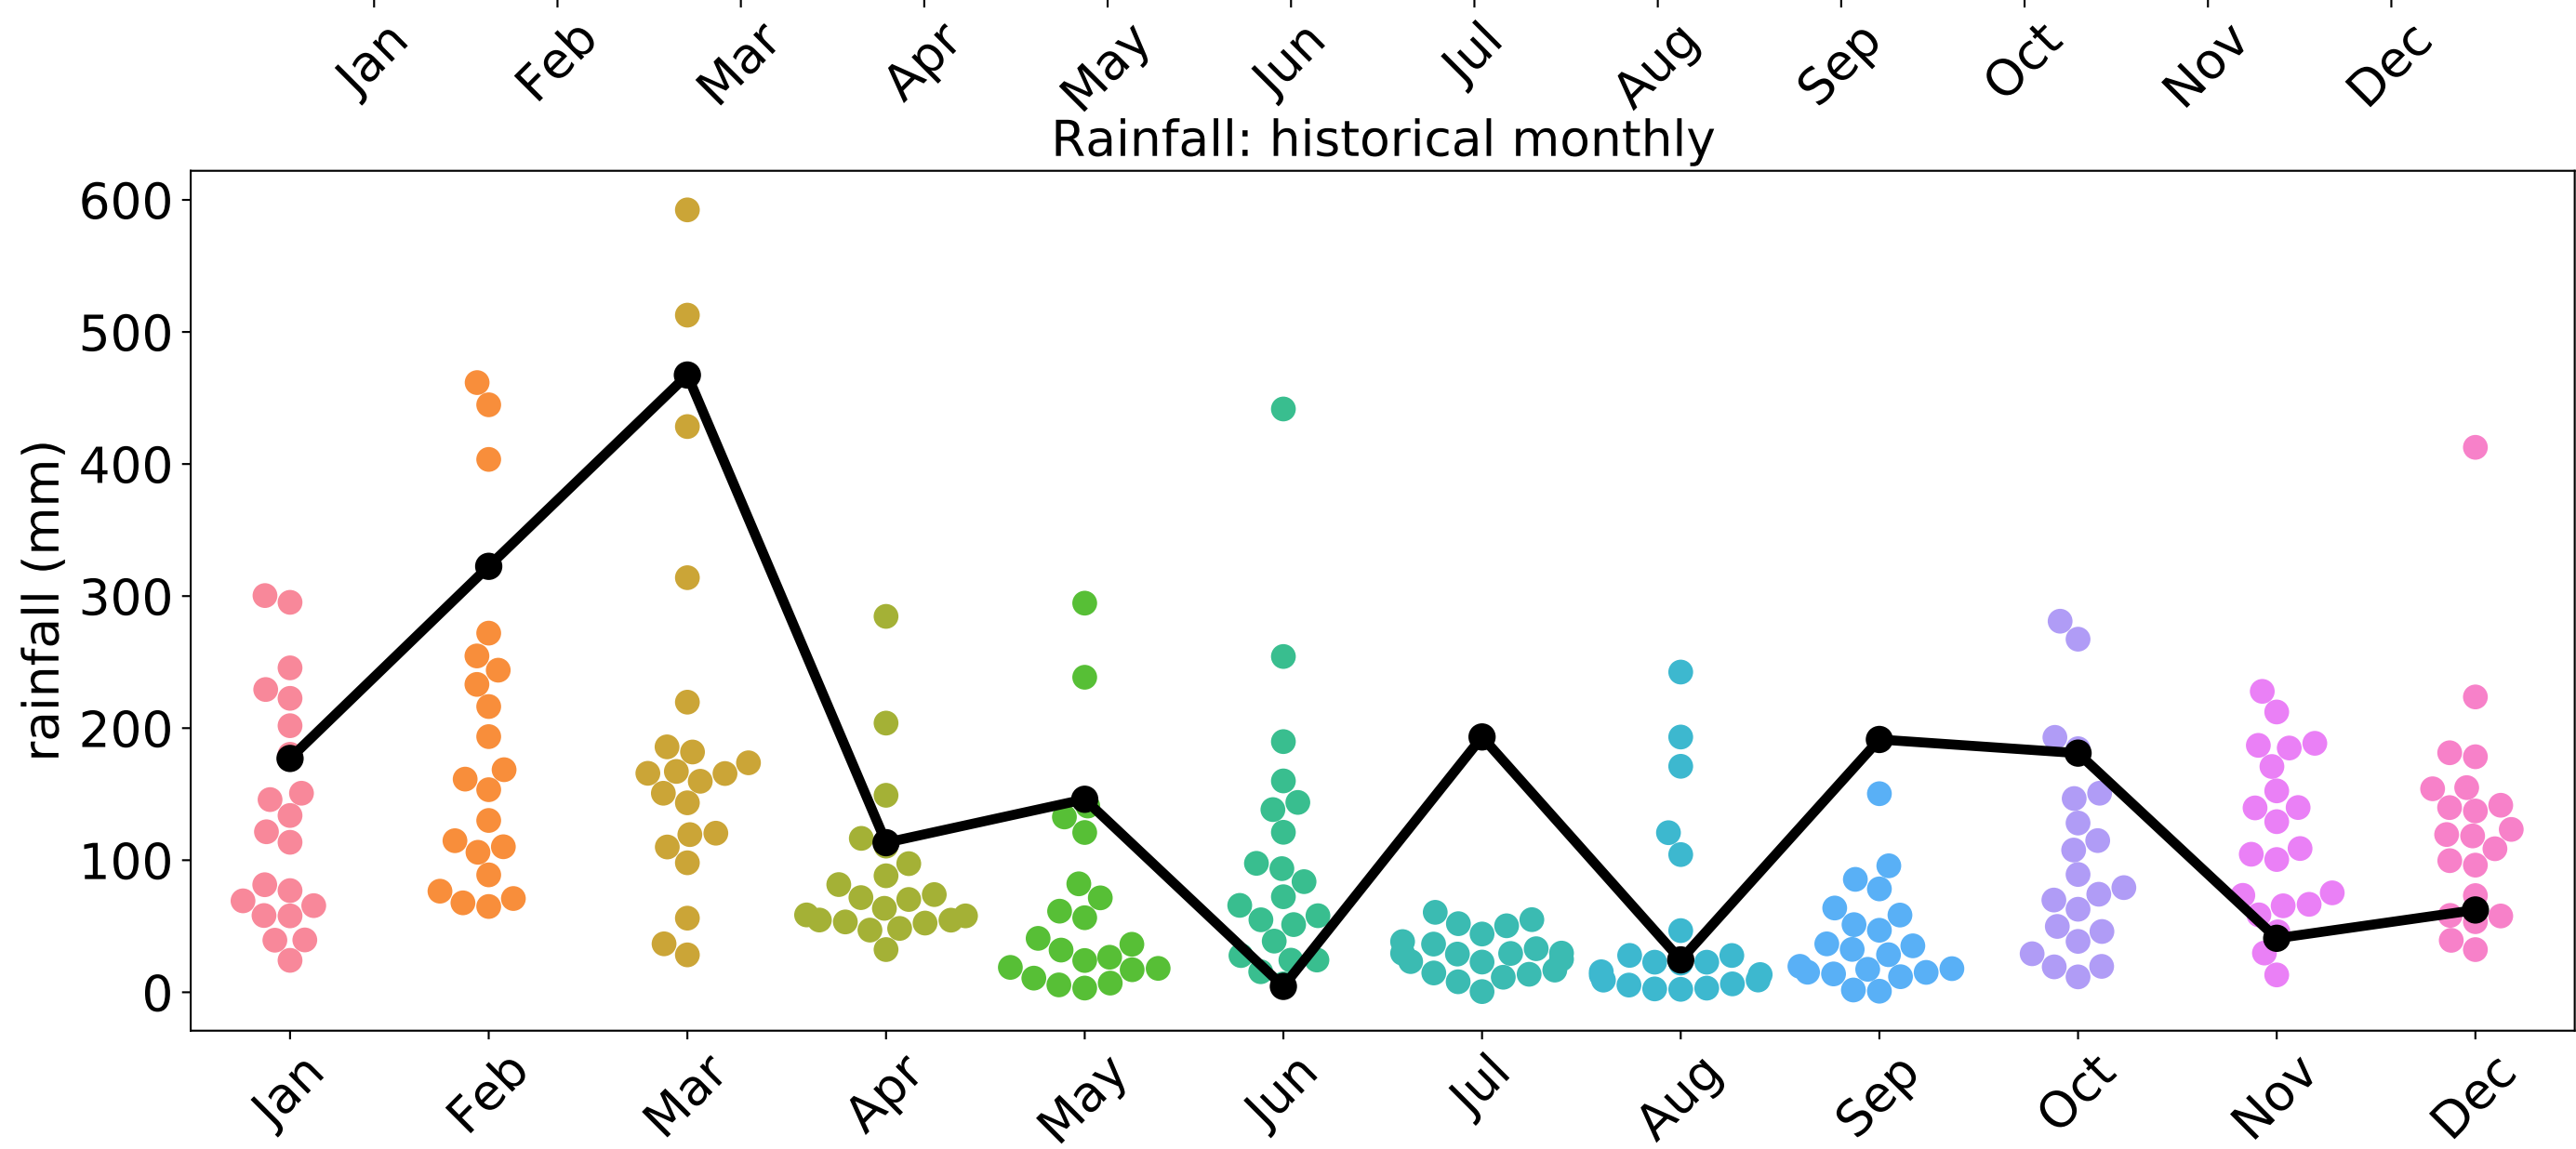 Jan Feb Mar Apr May Jun Jul Aug Sep Oct Nov Dec
Rainfall: historical monthly
rainfall (mm)
600
500
400
300
200
100
0
Jan Feb Mar Apr May Jun Jul Aug Sep Oct Nov Dec